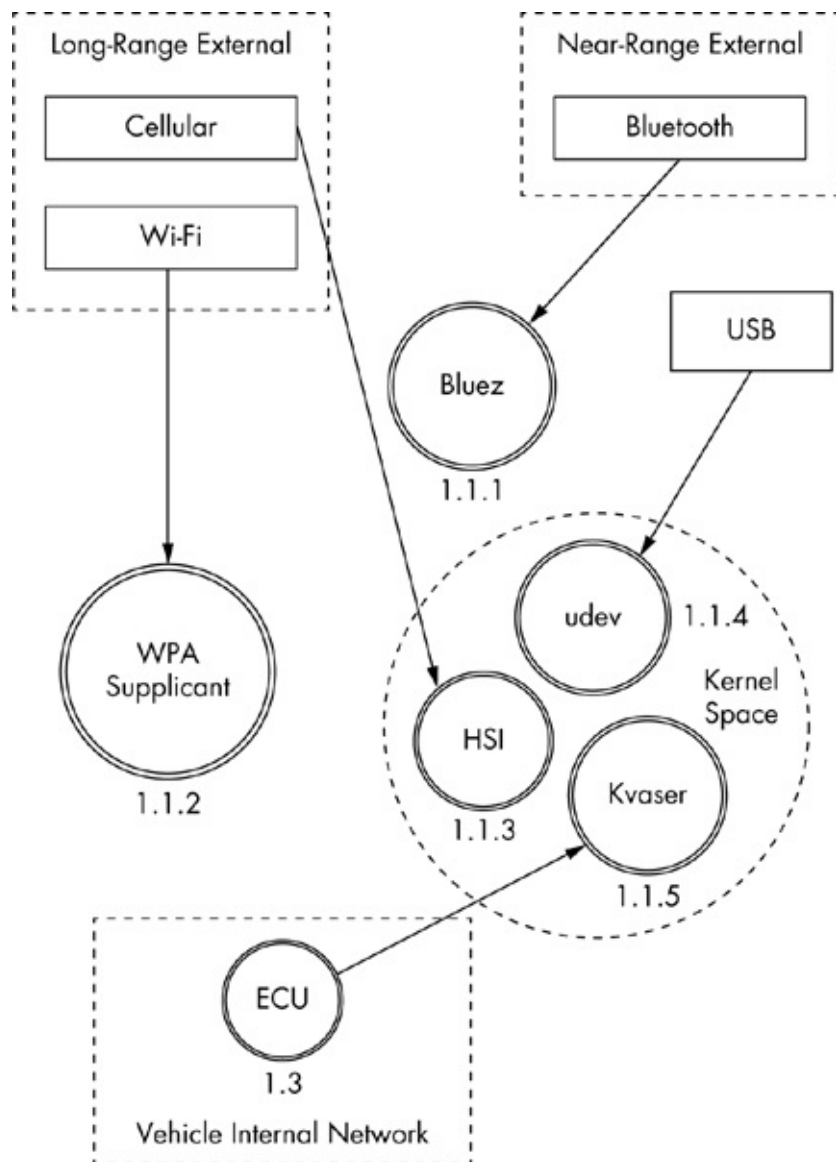 Long-Range External
Cellular
Wi-Fi
Near-Range External
Bluetooth
USB
Bluez
1.1.1
udev
1.1.4
WPA
Supplicant
1.1.2
Kernel
Space
HSI
1.1.3
Kvaser
1.1.5
ECU
1.3
Vehicle Internal Network